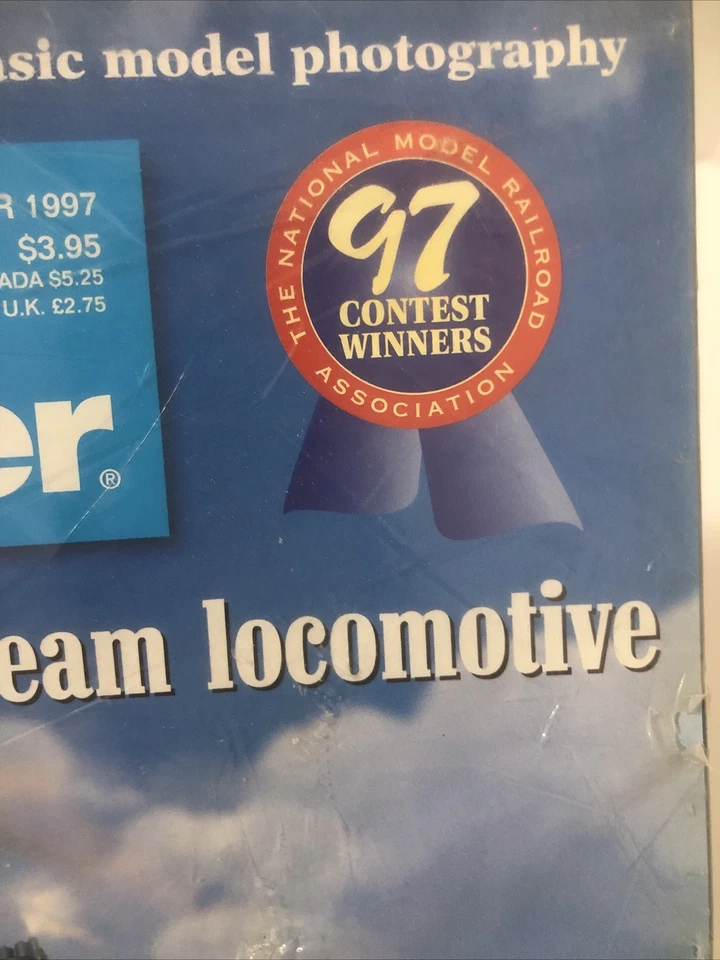 asic model photography
R 1997
$3.95
ADA $5.25
U.K. £2.75
er®
THE NATIONAL MODEL RAILROAD
97
CONTEST
WINNERS
ASSOCIATION
eam locomotive